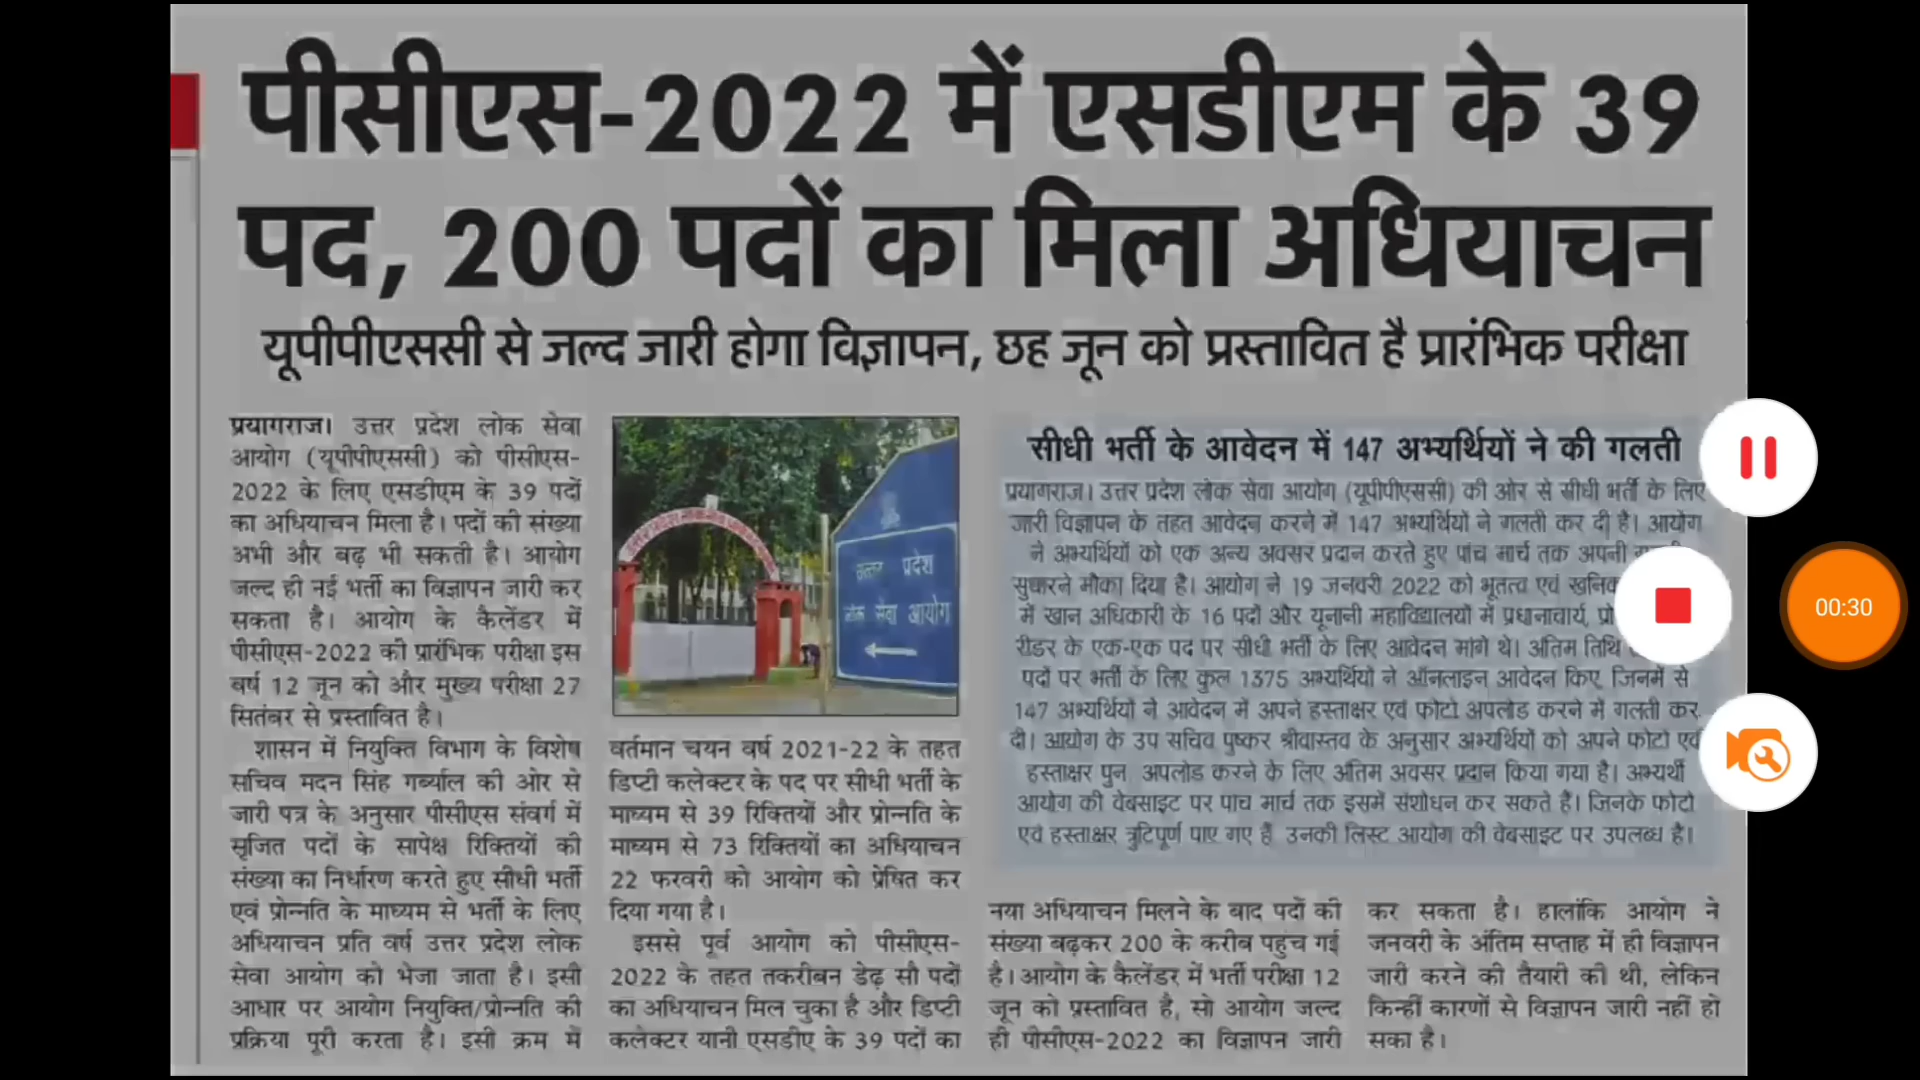 पीसीएस-2022 में एसडीएम के 39
पद, 200 पदों का मिला अधियाचन
यूपीपीएससी से जल्द जारी होगा विज्ञापन, छह जून को प्रस्तावित है प्रारंभिक परीक्षा
प्रयागराज। उत्तर प्रदेश लोक सेवा
आयोग (यूपीपीएससी) को पीसीएस-
2022 के लिए एसडीएम के 39 पदों
का अधियाचन मिला है। पदों की संख्या
अभी और बढ़ भी सकती है। आयोग
जल्द ही नई भर्ती का विज्ञापन जारी कर
सकता है। आयोग के कैलेंडर में
पीसीएस-2022 की प्रारंभिक परीक्षा इस
वर्ष 12 जून को और मुख्य परीक्षा 27
सितंबर से प्रस्तावित है।
शासन में नियुक्ति विभाग के विशेष
सचिव मदन सिंह गर्ब्याल की ओर से
जारी पत्र के अनुसार पीसीएस संवर्ग में
सृजित पदों के सापेक्ष रिक्तियों की
संख्या का निर्धारण करते हुए सीधी भर्ती
एवं प्रोन्नति के माध्यम से भर्ती के लिए
अधियाचन प्रति वर्ष उत्तर प्रदेश लोक
सेवा आयोग को भेजा जाता है। इसी
आधार पर आयोग नियुक्ति/प्रोन्नति की
प्रक्रिया पूरी करता है। इसी क्रम में
उत्तर प्रदेश
लोक सेवा आयोग
वर्तमान चयन वर्ष 2021-22 के तहत
डिप्टी कलेक्टर के पद पर सीधी भर्ती के
माध्यम से 39 रिक्तियों और प्रोन्नति के
माध्यम से 73 रिक्तियों का अधियाचन
22 फरवरी को आयोग को प्रेषित कर
दिया गया है।
इससे पूर्व आयोग को पीसीएस-
2022 के तहत तकरीबन डेढ़ सौ पदों
का अधियाचन मिल चुका है और डिप्टी
कलेक्टर यानी एसडीए के 39 पदों का
सीधी भर्ती के आवेदन में 147 अभ्यर्थियों ने की गलती
प्रयागराज। उत्तर प्रदेश लोक सेवा आयोग (यूपीपीएससी) की ओर से सीधी भर्ती के लिए
जारी विज्ञापन के तहत आवेदन करने में 147 अभ्यर्थियों ने गलती कर दी है। आयोग
ने अभ्यर्थियों को एक अन्य अवसर प्रदान करते हुए पांच मार्च तक अपनी
सुधारने मौका दिया है। आयोग ने 19 जनवरी 2022 को भूतत्व एवं खनिक
में खान अधिकारी के 16 पदों और यूनानी महाविद्यालयों में प्रधानाचार्य, प्रो
रीडर के एक-एक पद पर सीधी भर्ती के लिए आवेदन मांगे थे। अंतिम तिथि
पदों पर भर्ती के लिए कुल 1375 अभ्यर्थियों ने ऑनलाइन आवेदन किए, जिनमें से
147 अभ्यर्थियों ने आवेदन में अपने हस्ताक्षर एवं फोटो अपलोड करने में गलती कर
दी। आयोग के उप सचिव पुष्कर श्रीवास्तव के अनुसार अभ्यर्थियों को अपने फोटो एवं
हस्ताक्षर पुन: अपलोड करने के लिए अंतिम अवसर प्रदान किया गया है। अभ्यर्थी
आयोग की वेबसाइट पर पांच मार्च तक इसमें संशोधन कर सकते हैं। जिनके फोटो
एवं हस्ताक्षर त्रुटिपूर्ण पाए गए हैं, उनकी लिस्ट आयोग की वेबसाइट पर उपलब्ध है।
नया अधियाचन मिलने के बाद पदों की
संख्या बढ़कर 200 के करीब पहुंच गई
है। आयोग के कैलेंडर में भर्ती परीक्षा 12
जून को प्रस्तावित है, सो आयोग जल्द
ही पीसीएस-2022 का विज्ञापन जारी
कर सकता है। हालांकि आयोग ने
जनवरी के अंतिम सप्ताह में ही विज्ञापन
जारी करने की तैयारी की थी, लेकिन
किन्हीं कारणों से विज्ञापन जारी नहीं हो
सका है।
00:30